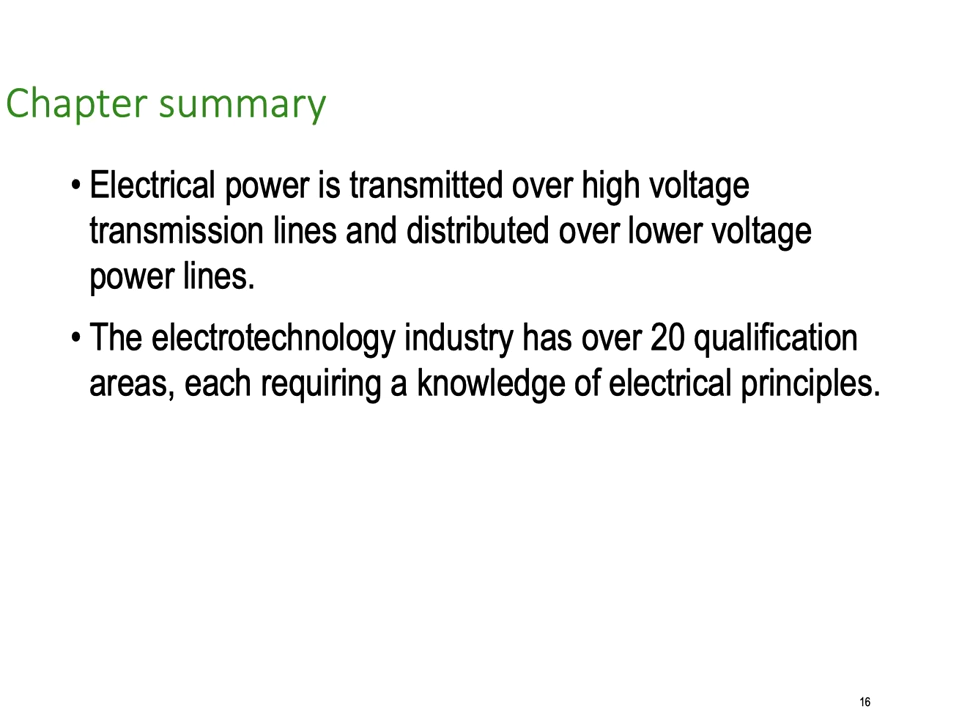 Chapter summary
• Electrical power is transmitted over high voltage
transmission lines and distributed over lower voltage
power lines.
• The electrotechnology industry has over 20 qualification
areas, each requiring a knowledge of electrical principles.
16